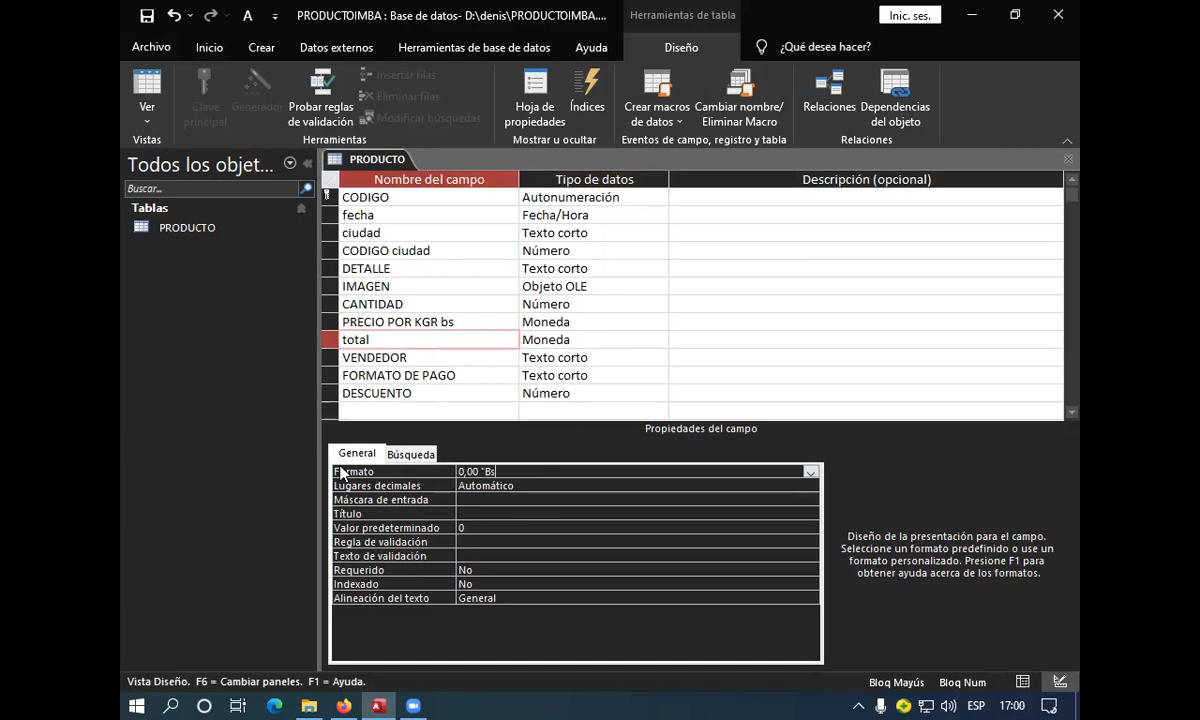 PRODUCTOIMBA : Base de datos- D:\denis\PRODUCTOIMBA....
Herramientas de tabla
Inic. ses.
Archivo
Inicio
Crear
Datos externos
Herramientas de base de datos
Ayuda
Diseño
¿Qué desea hacer?
Ver
Clave principal
Generador
Probar reglas de validación
Insertar filas
Eliminar filas
Modificar búsquedas
Hoja de propiedades
Índices
Crear macros de datos
Cambiar nombre/ Eliminar Macro
Relaciones
Dependencias del objeto
Vistas
Herramientas
Mostrar u ocultar
Eventos de campo, registro y tabla
Relaciones
Todos los objet...
Buscar...
Tablas
PRODUCTO
PRODUCTO
Nombre del campo Tipo de datos Descripción (opcional)
CODIGO Autonumeración
fecha Fecha/Hora
ciudad Texto corto
CODIGO ciudad Número
DETALLE Texto corto
IMAGEN Objeto OLE
CANTIDAD Número
PRECIO POR KGR bs Moneda
total Moneda
VENDEDOR Texto corto
FORMATO DE PAGO Texto corto
DESCUENTO Número
Propiedades del campo
General Búsqueda
Formato 0,00 "Bs
Lugares decimales Automático
Máscara de entrada
Título
Valor predeterminado 0
Regla de validación
Texto de validación
Requerido No
Indexado No
Alineación del texto General
Diseño de la presentación para el campo.
Seleccione un formato predefinido o use un
formato personalizado. Presione F1 para
obtener ayuda acerca de los formatos.
Vista Diseño. F6 = Cambiar paneles. F1 = Ayuda.
Bloq Mayús
Bloq Num
ESP
17:00